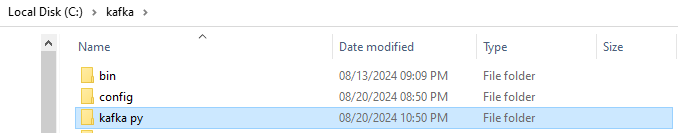 Local Disk (C:) > kafka >
Name Date modified Type Size
bin 08/13/2024 09:09 PM File folder
config 08/20/2024 08:50 PM File folder
kafka py 08/20/2024 10:50 PM File folder